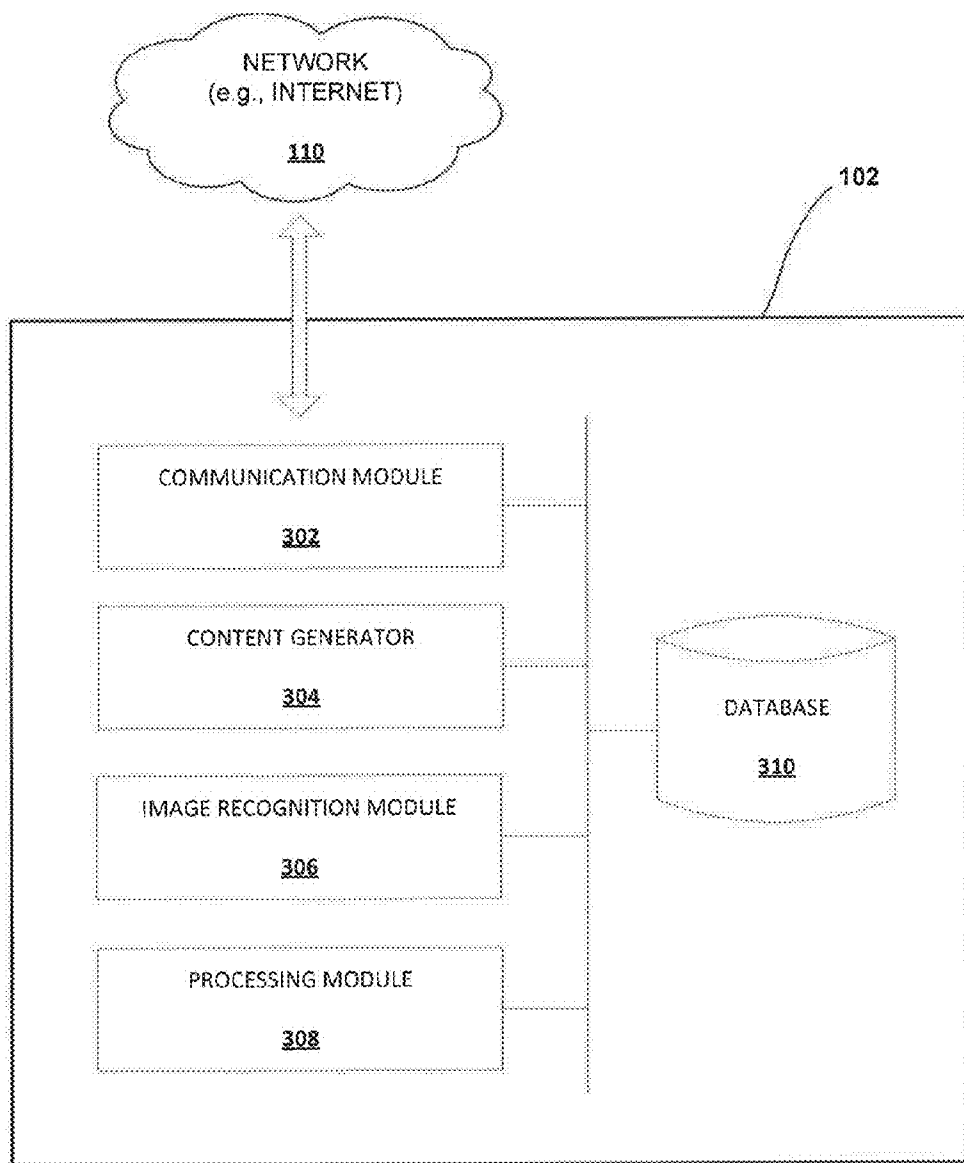 NETWORK
(e.g., INTERNET)
110
102
COMMUNICATION MODULE
302
CONTENT GENERATOR
304
DATABASE
310
IMAGE RECOGNITION MODULE
306
PROCESSING MODULE
308